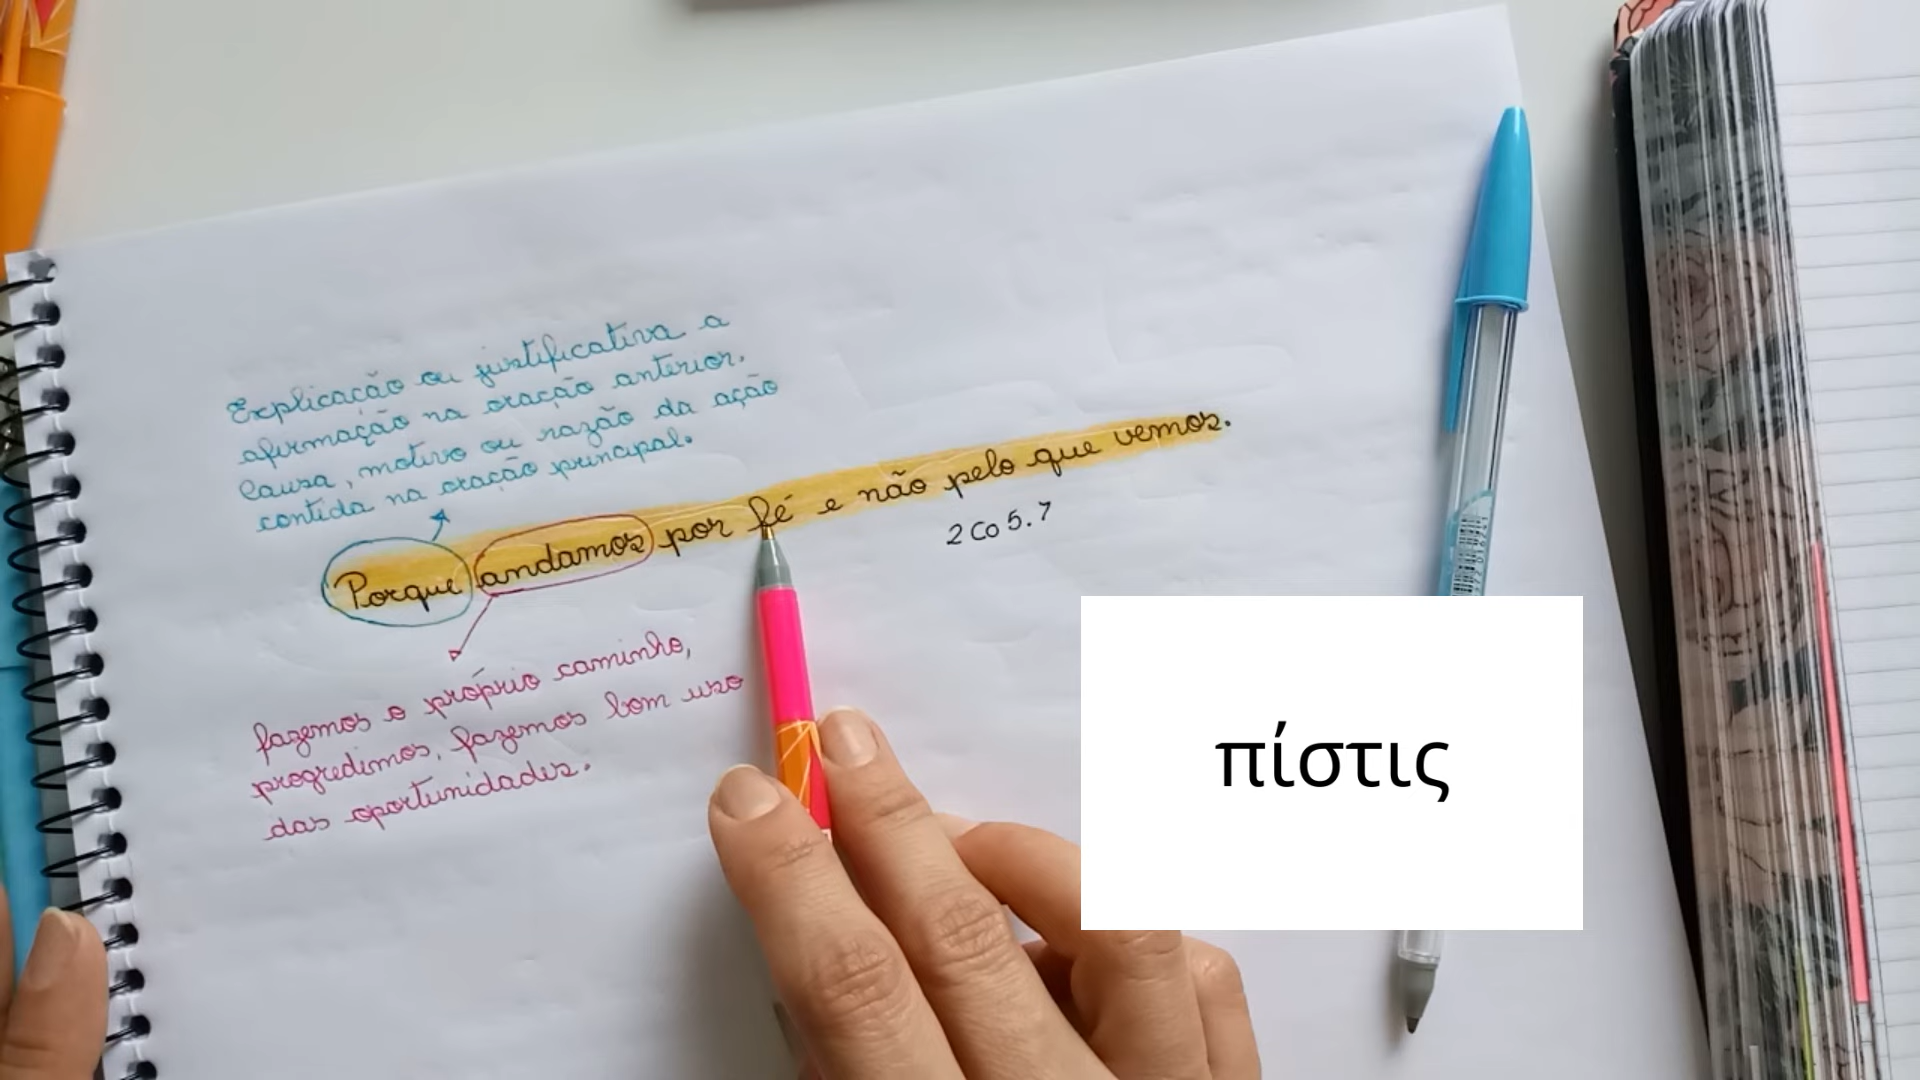 Explicação ou justificativa a
afirmação na oração anterior.
Causa, motivo ou razão da ação
contida na oração principal.
Porque andamos por fé e não pelo que vemos.
2 Co 5.7
fazemos o próprio caminho,
progredimos, fazemos bom uso
das oportunidades.
πίστις